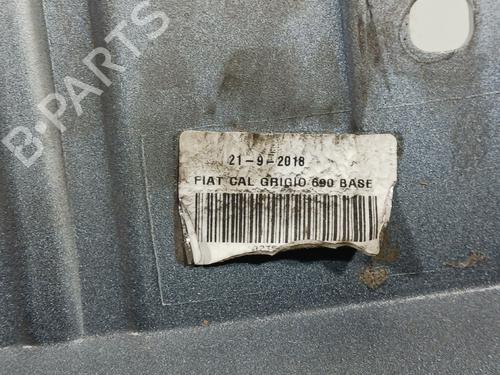 B-PARTS
21-9-2018
FIAT CAL GRIGIO 690 BASE